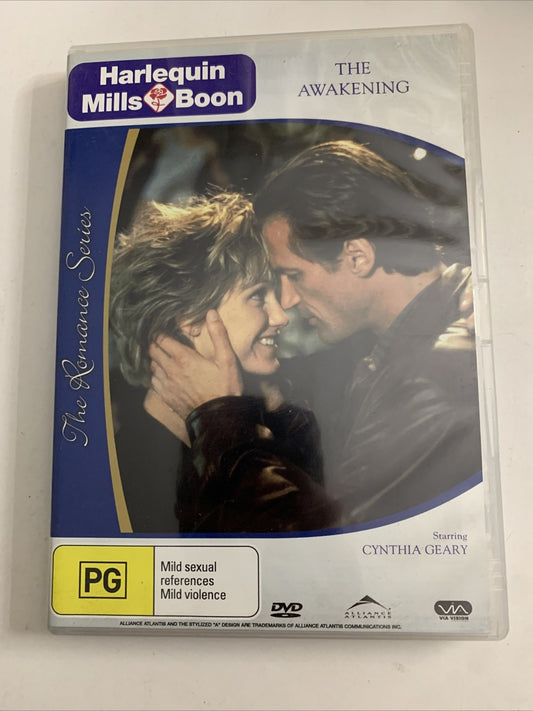 Harlequin
Mills Boon
THE
AWAKENING
The Romance Series
Starring
CYNTHIA GEARY
PG
Mild sexual
references
Mild violence
DVD
ALLIANCE
ATLANTIS
VIA
VIA VISION
ALLIANCE ATLANTIS AND THE STYLIZED "A" DESIGN ARE TRADEMARKS OF ALLIANCE ATLANTIS COMMUNICATIONS INC.